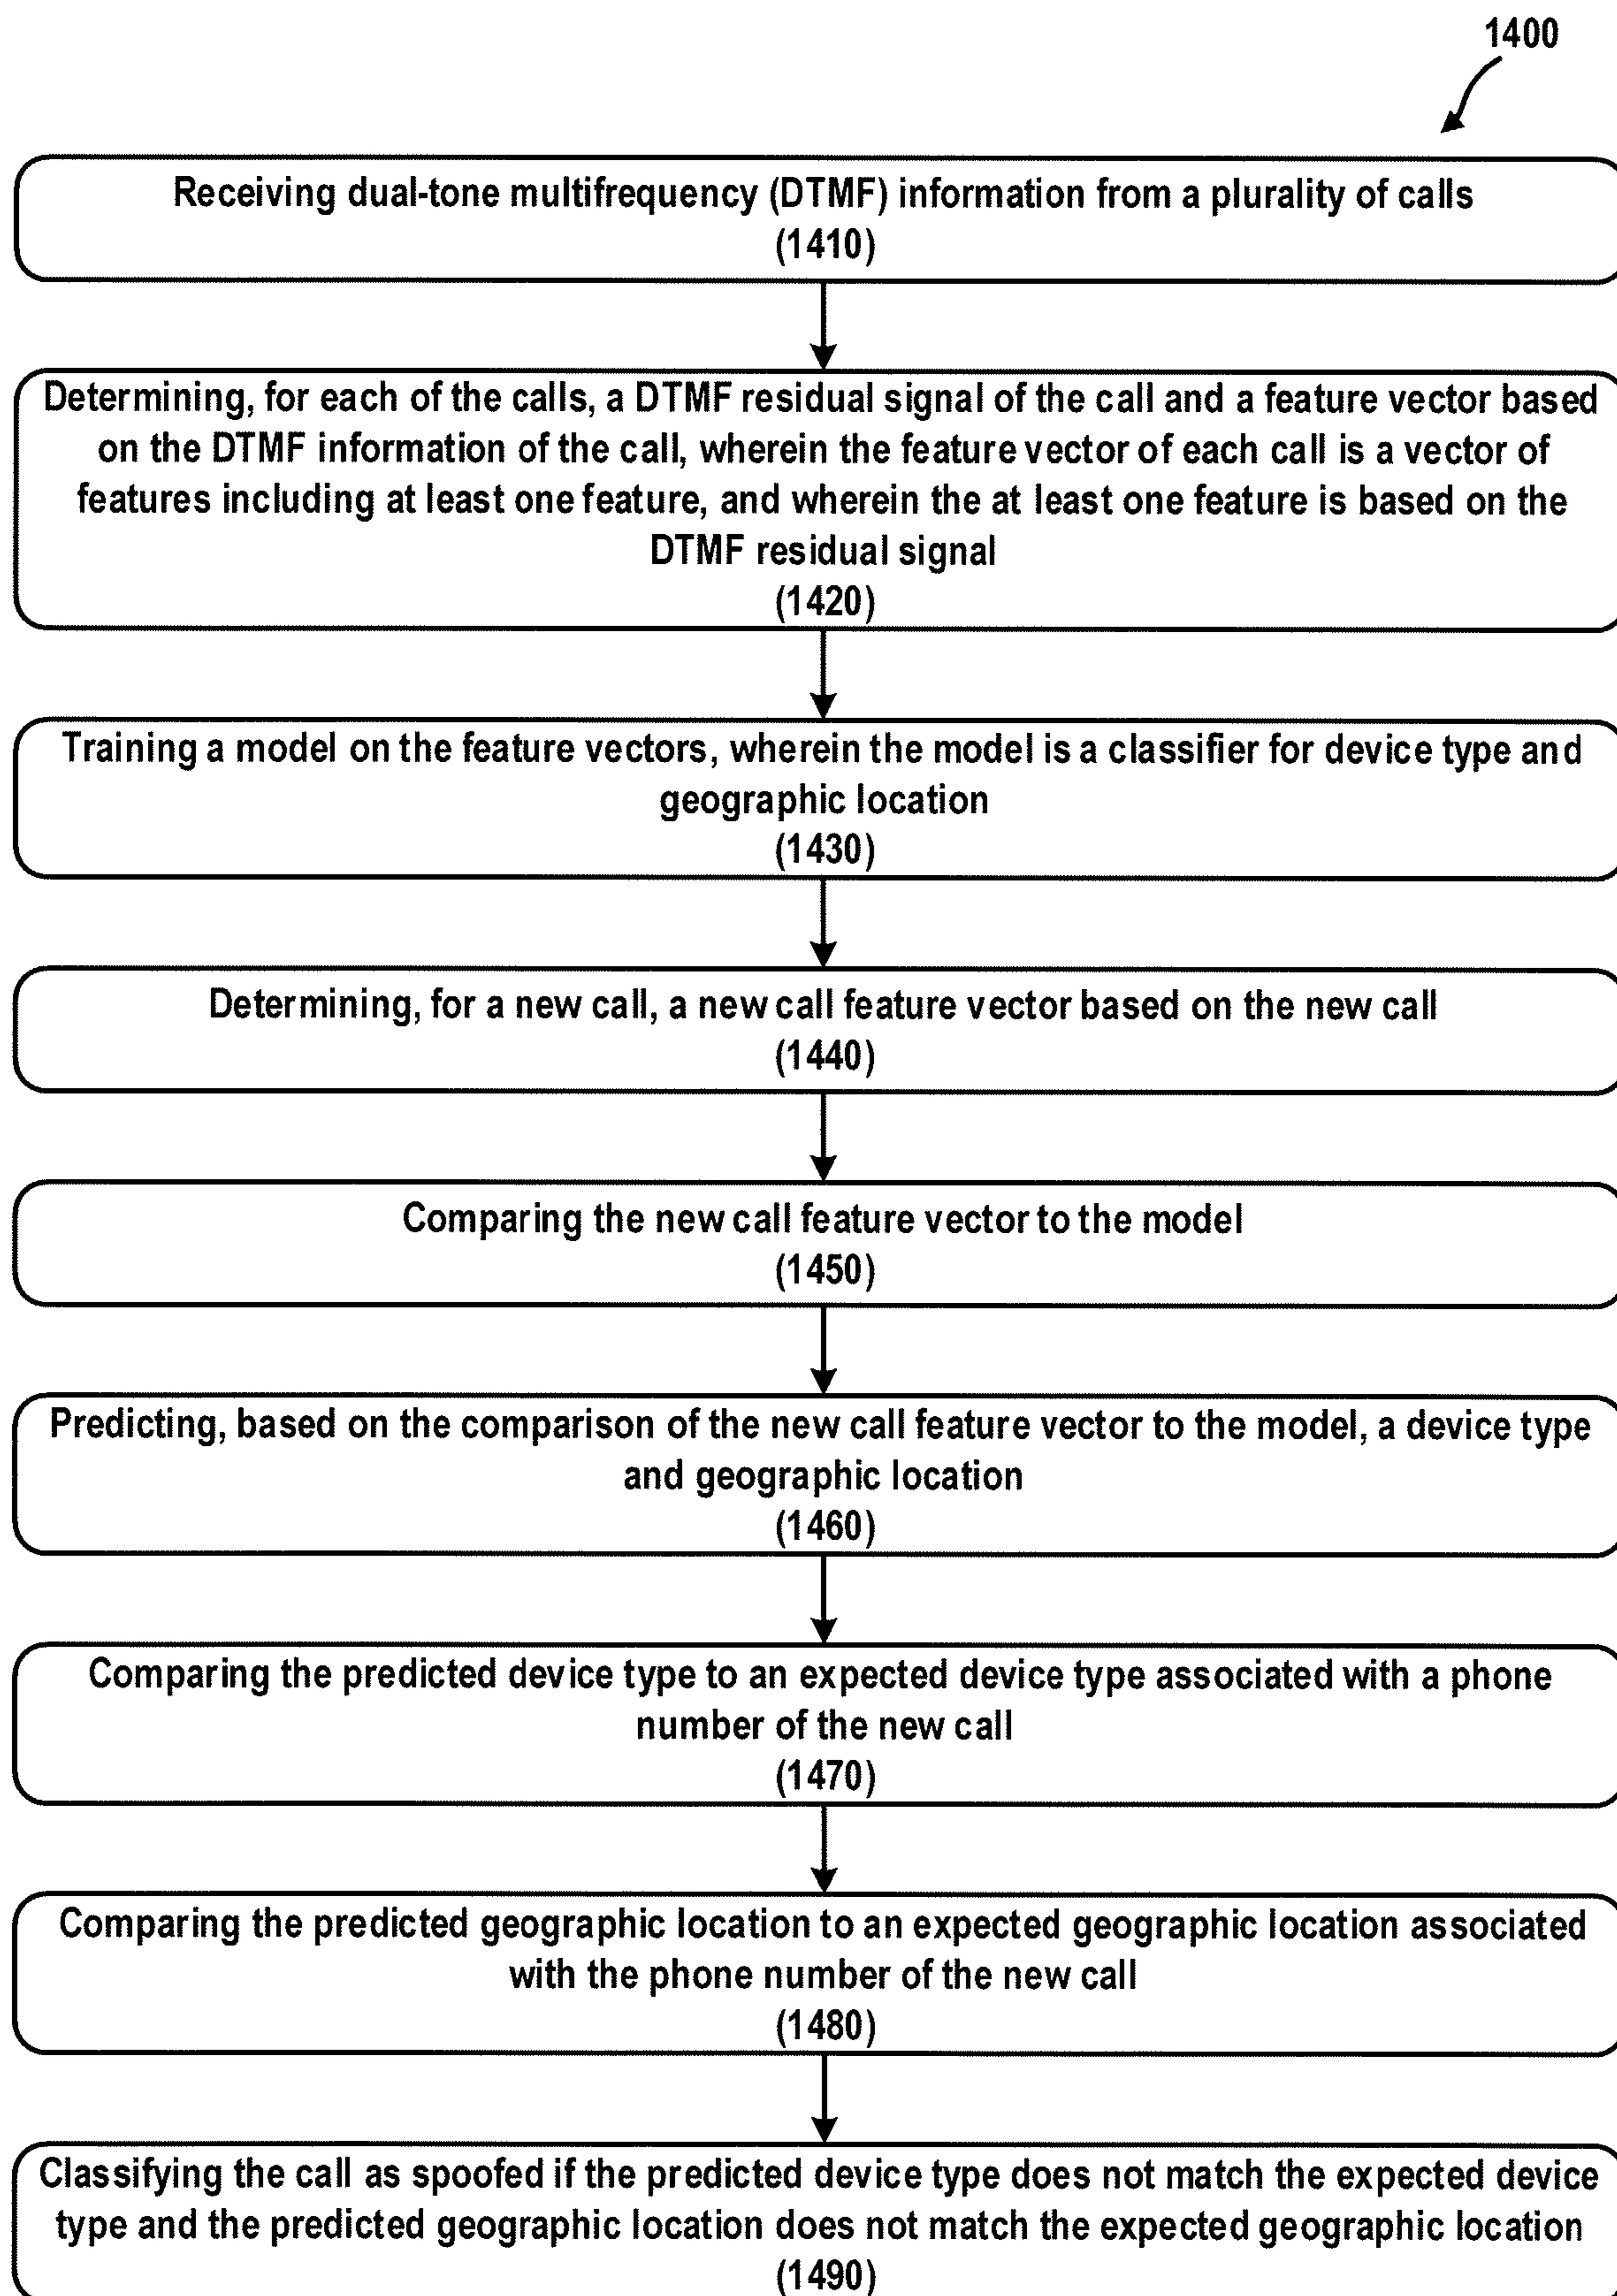 1400
Receiving dual-tone multifrequency (DTMF) information from a plurality of calls
(1410)
Determining, for each of the calls, a DTMF residual signal of the call and a feature vector based
on the DTMF information of the call, wherein the feature vector of each call is a vector of
features including at least one feature, and wherein the at least one feature is based on the
DTMF residual signal
(1420)
Training a model on the feature vectors, wherein the model is a classifier for device type and
geographic location
(1430)
Determining, for a new call, a new call feature vector based on the new call
(1440)
Comparing the new call feature vector to the model
(1450)
Predicting, based on the comparison of the new call feature vector to the model, a device type
and geographic location
(1460)
Comparing the predicted device type to an expected device type associated with a phone
number of the new call
(1470)
Comparing the predicted geographic location to an expected geographic location associated
with the phone number of the new call
(1480)
Classifying the call as spoofed if the predicted device type does not match the expected device
type and the predicted geographic location does not match the expected geographic location
(1490)